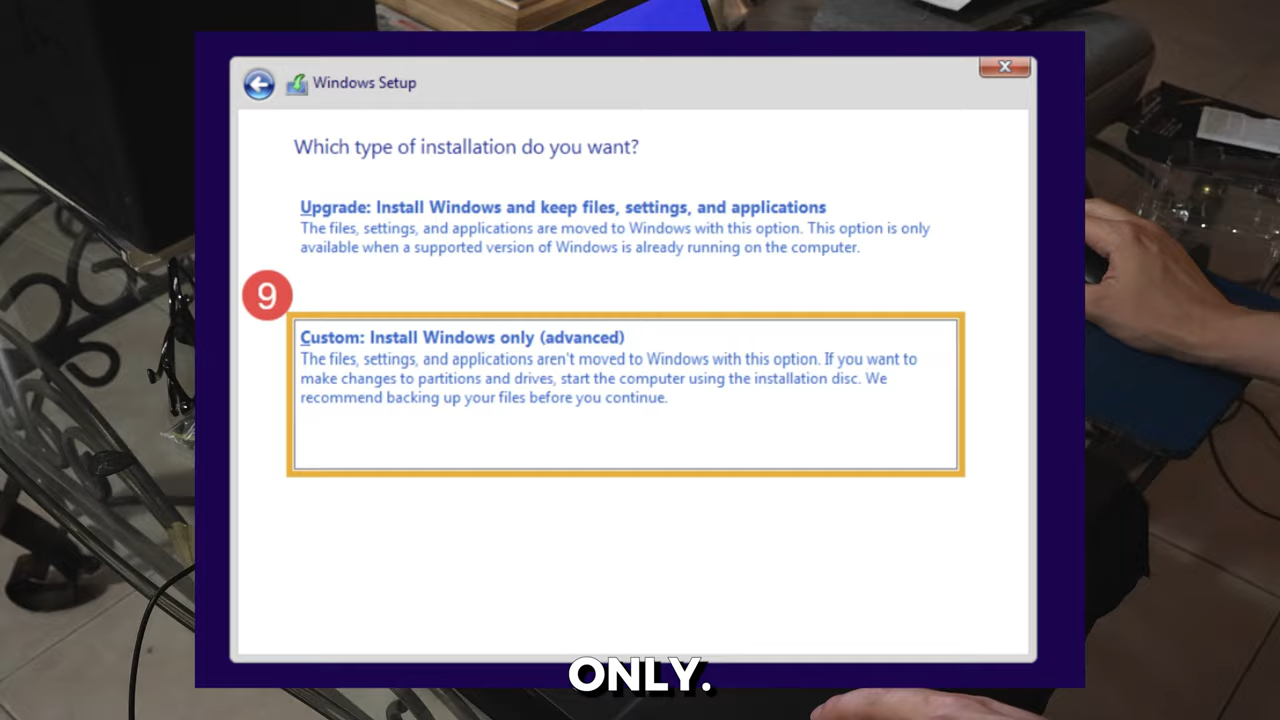 Windows Setup
Which type of installation do you want?
Upgrade: Install Windows and keep files, settings, and applications
The files, settings, and applications are moved to Windows with this option. This option is only
available when a supported version of Windows is already running on the computer.
9
Custom: Install Windows only (advanced)
The files, settings, and applications aren't moved to Windows with this option. If you want to
make changes to partitions and drives, start the computer using the installation disc. We
recommend backing up your files before you continue.
ONLY.